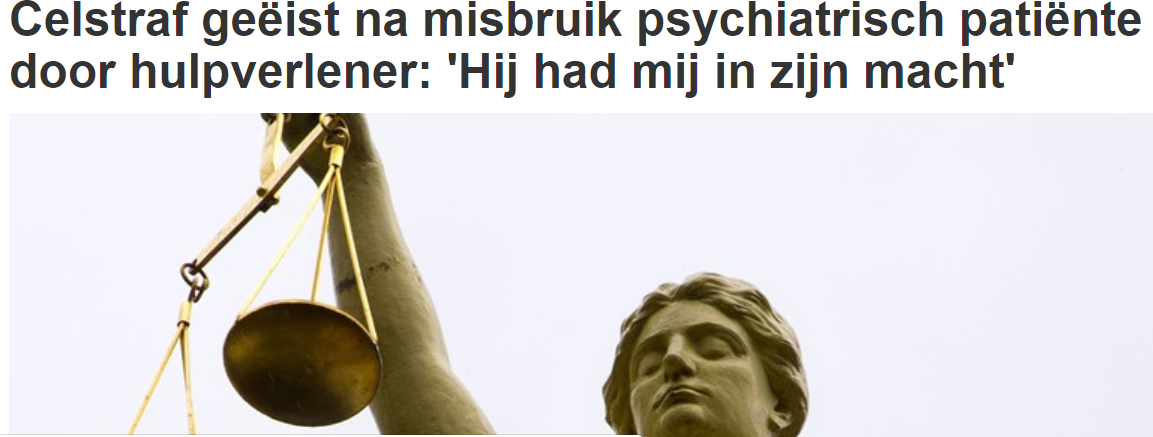 Celstraf geëist na misbruik psychiatrisch patiënte
door hulpverlener: 'Hij had mij in zijn macht'